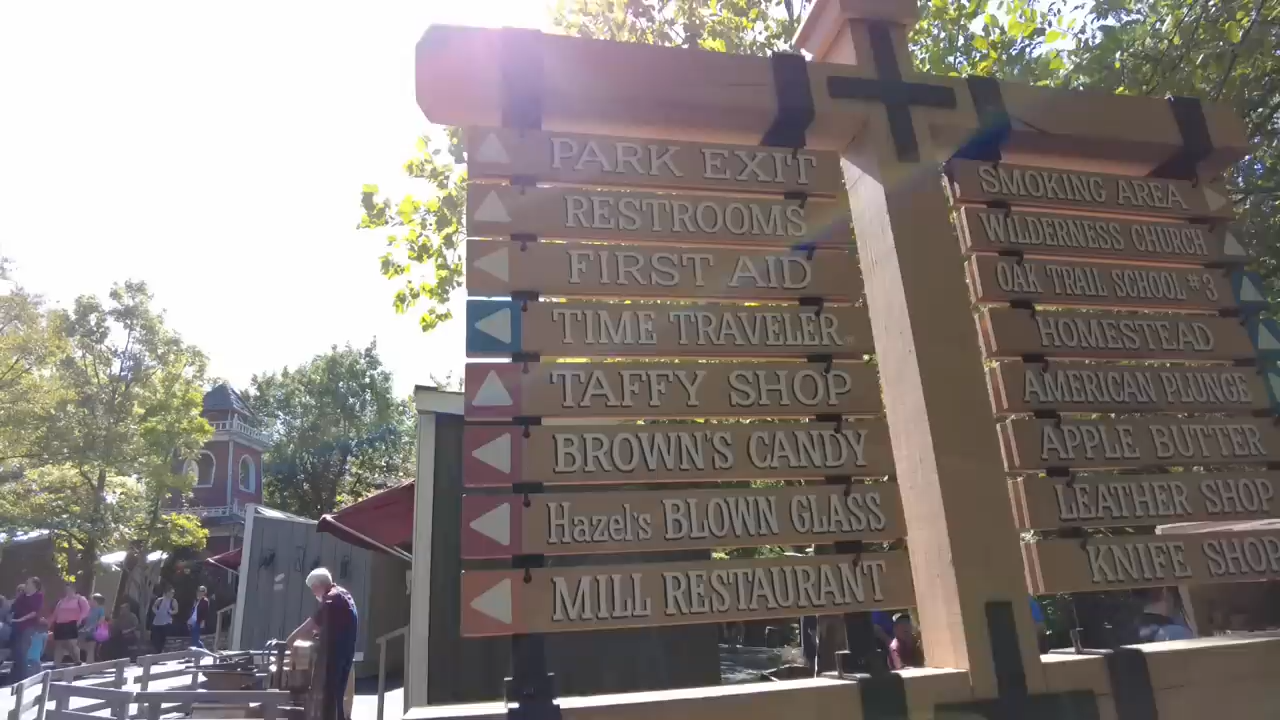 PARK EXIT
RESTROOMS
FIRST AID
TIME TRAVELER
TAFFY SHOP
BROWN'S CANDY
Hazel's BLOWN GLASS
MILL RESTAURANT
SMOKING AREA
WILDERNESS CHURCH
OAK TRAIL SCHOOL #3
HOMESTEAD
AMERICAN PLUNGE
APPLE BUTTER
LEATHER SHOP
KNIFE SHOP